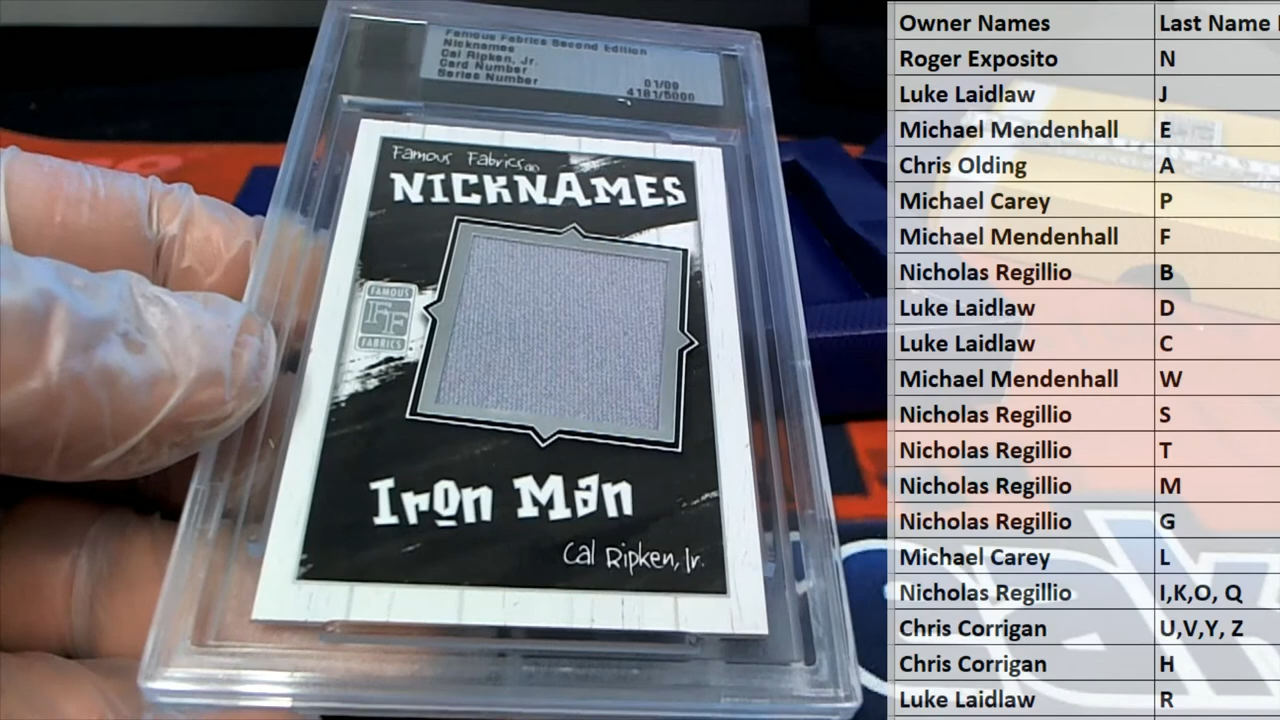 Famous Fabrics Second Edition
Nicknames
Cal Ripken, Jr.
Card Number 01/09
Series Number 4181/5000
Famous Fabrics
NICKNAMES
FAMOUS
FF
FABRICS
Iron Man
Cal Ripken, Jr.
Owner Names Last Name
Roger Exposito N
Luke Laidlaw J
Michael Mendenhall E
Chris Olding A
Michael Carey P
Michael Mendenhall F
Nicholas Regillio B
Luke Laidlaw D
Luke Laidlaw C
Michael Mendenhall W
Nicholas Regillio S
Nicholas Regillio T
Nicholas Regillio M
Nicholas Regillio G
Michael Carey L
Nicholas Regillio I,K,O, Q
Chris Corrigan U,V,Y, Z
Chris Corrigan H
Luke Laidlaw R